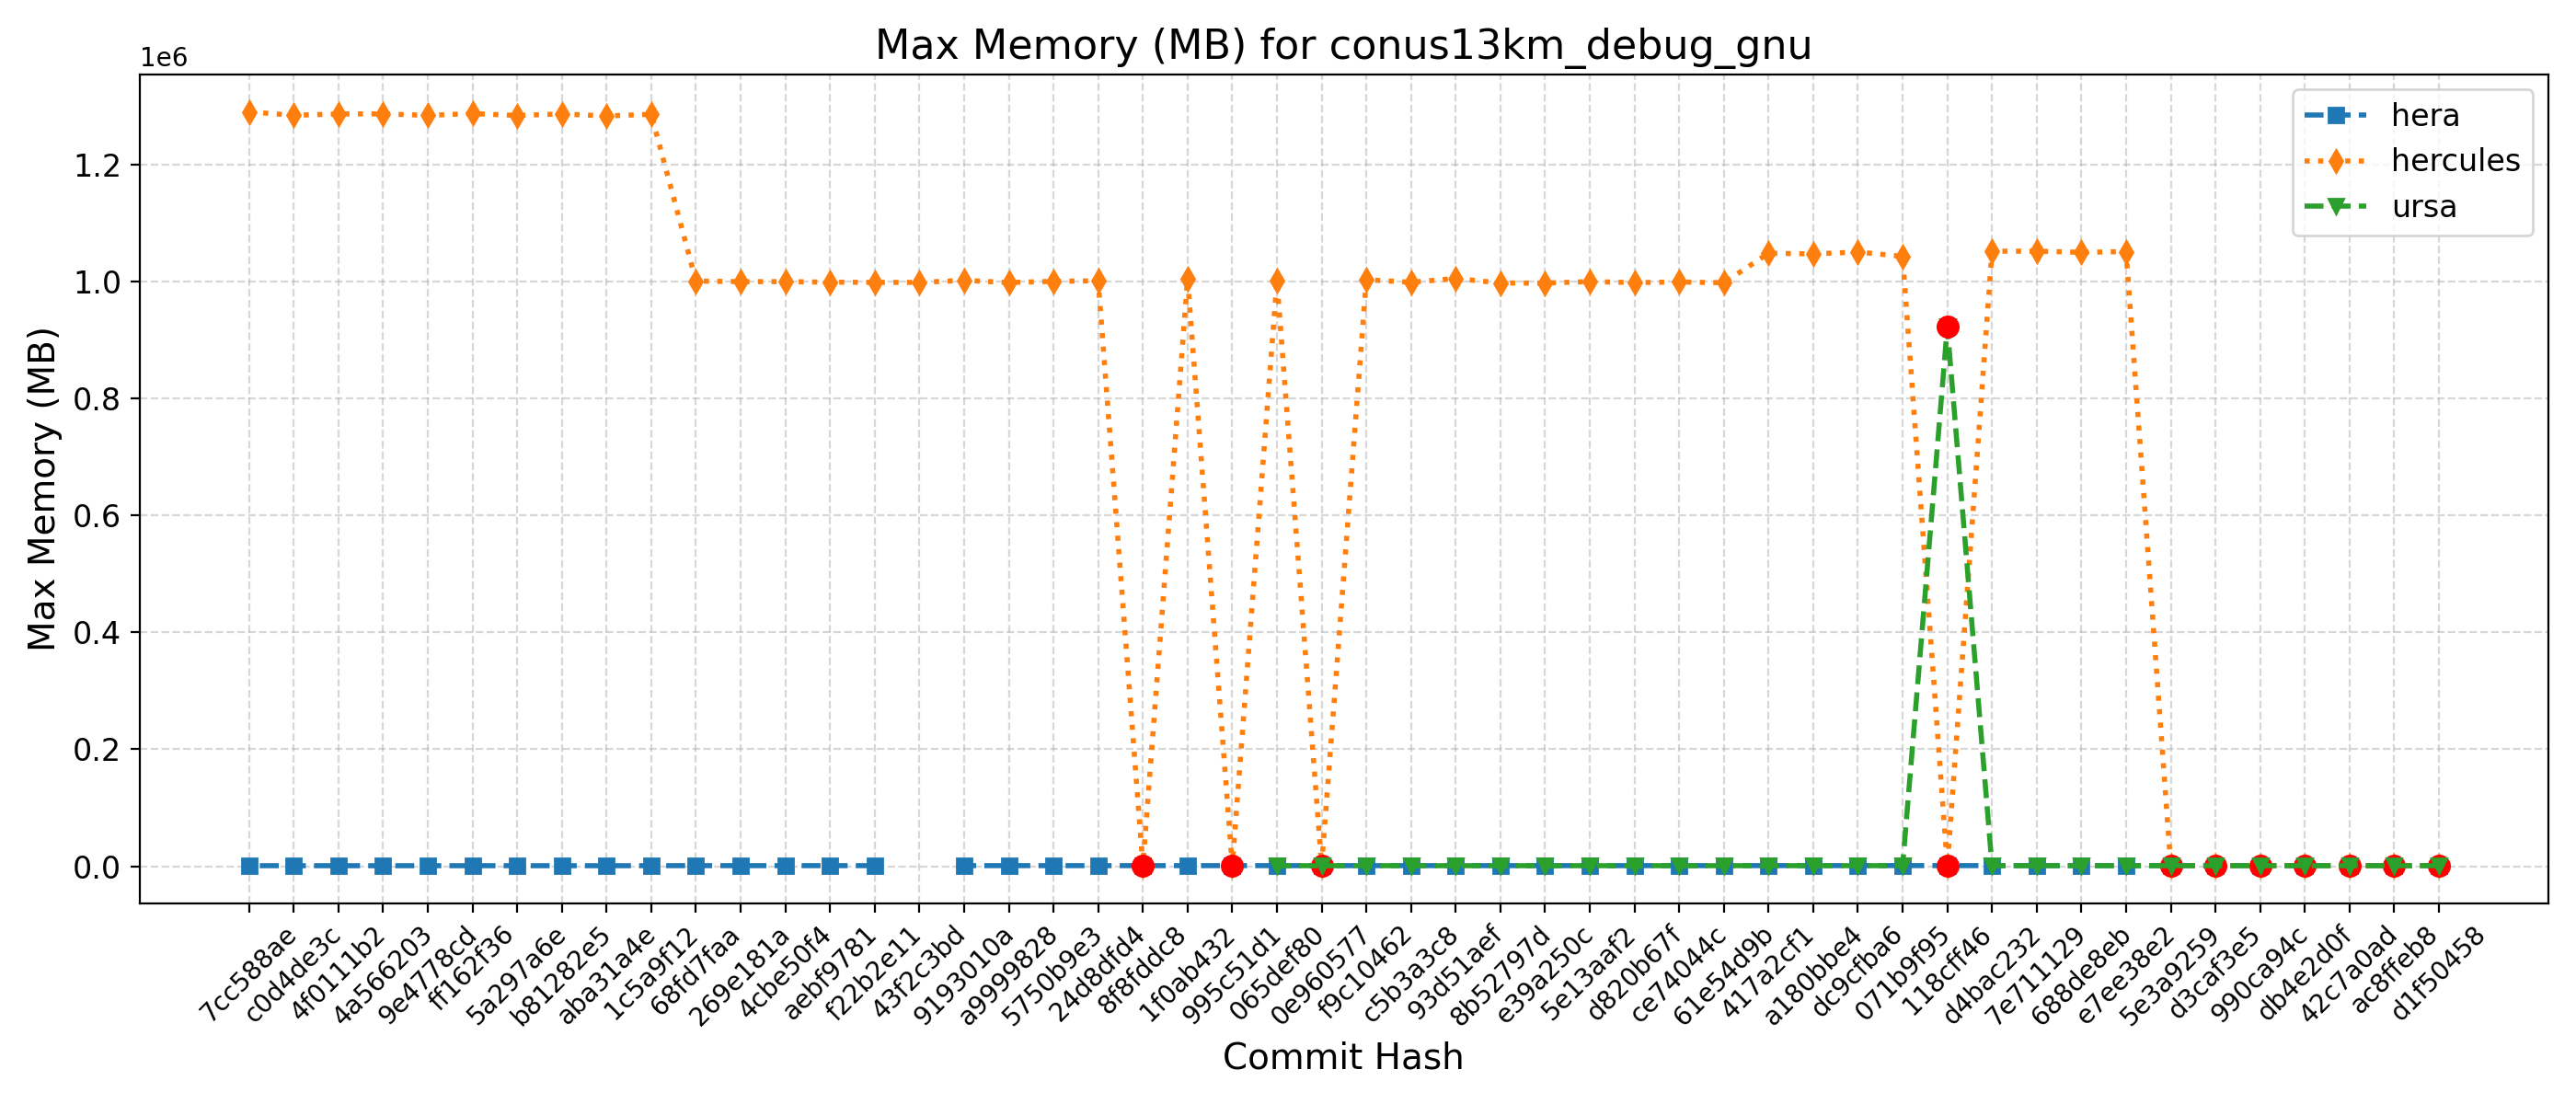 Max Memory (MB) for conus13km_debug_gnu
1e6
1.2
1.0
0.8
0.6
0.4
0.2
0.0
Max Memory (MB)
hera
hercules
ursa
7cc588ae
c0d4de3c
4f0111b2
4a566203
9e4778cd
ff162f36
5a297a6e
b81282e5
aba31a4e
1c5a9f12
68fd7faa
269e181a
4cbe50f4
aebf9781
f22b2e11
43f2c3bd
9193010a
a9999828
5750b9e3
24d8dfd4
8f8fddc8
1f0ab432
995c51d1
065def80
0e960577
f9c10462
c5b3a3c8
93d51aef
8b52797d
e39a250c
5e13aaf2
d820b67f
ce74044c
61e54d9b
417a2cf1
a180bbe4
dc9cfba6
071b9f95
118cff46
d4bac232
7e711129
688de8eb
e7ee38e2
5e3a9259
d3caf3e5
990ca94c
db4e2d0f
42c7a0ad
ac8ffeb8
d1f50458
Commit Hash